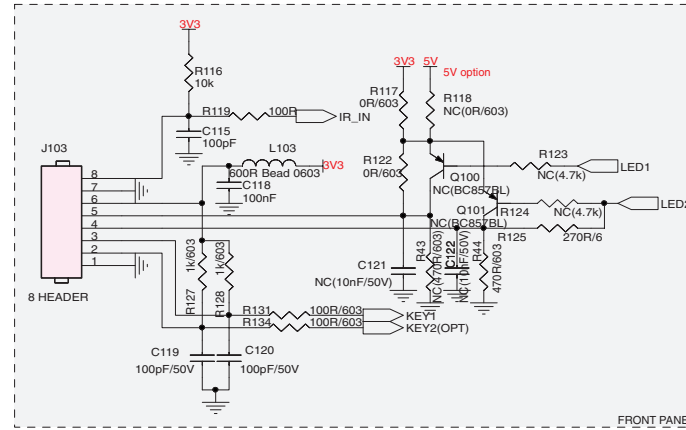 3V3
R116
10k
R119
100R
IR_IN
C115
100pF
J103
L103
600R Bead 0603
3V3
C118
100nF
8
7
6
5
4
3
2
1
8 HEADER
3V3
5V
5V option
R117
0R/603
R118
NC(0R/603)
R122
0R/603
Q100
NC(BC857BL)
R123
NC(4.7k)
LED1
Q101
NC(BC857BL)
R124
NC(4.7k)
LED2
R125
270R/6
C121
NC(10nF/50V)
R43
NC(470R/603)
C122
NC(10nF/50V)
R44
470R/603
1k/603
R127
1k/603
R128
R131
100R/603
KEY1
R134
100R/603
KEY2(OPT)
C119
100pF/50V
C120
100pF/50V
FRONT PANE